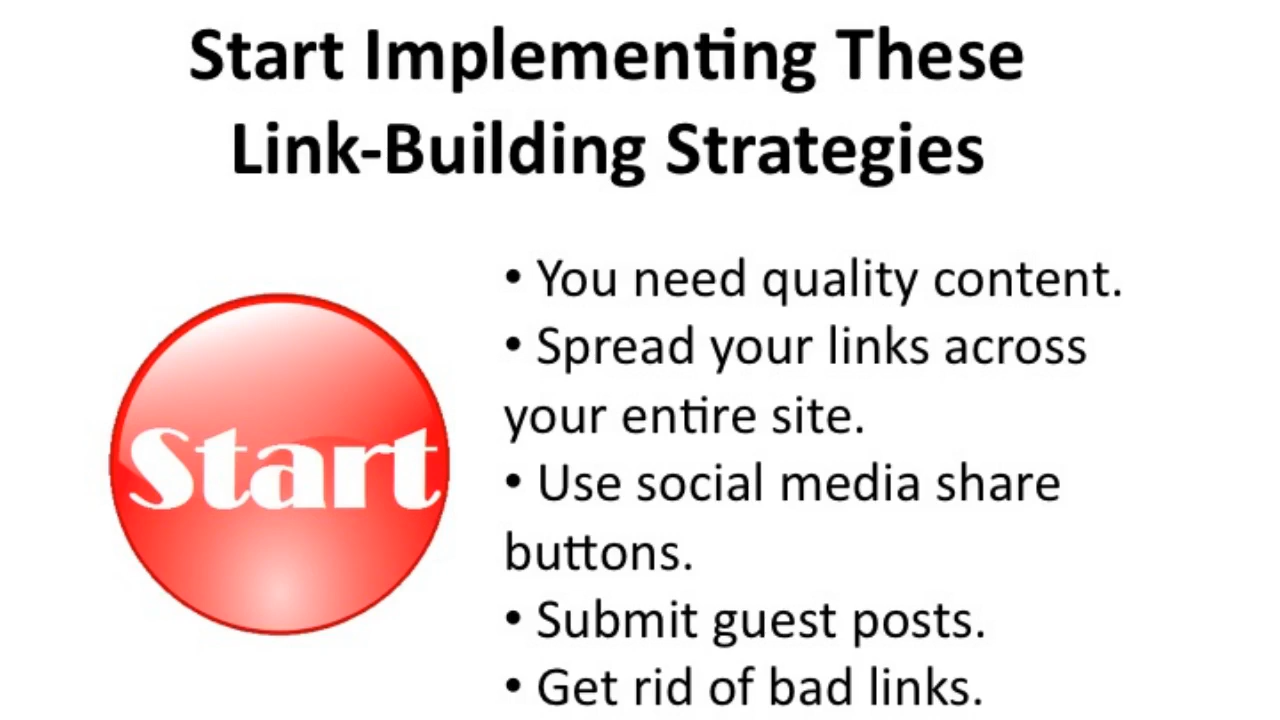 Start Implementing These
Link-Building Strategies
• You need quality content.
• Spread your links across
your entire site.
• Use social media share
buttons.
• Submit guest posts.
• Get rid of bad links.
Start